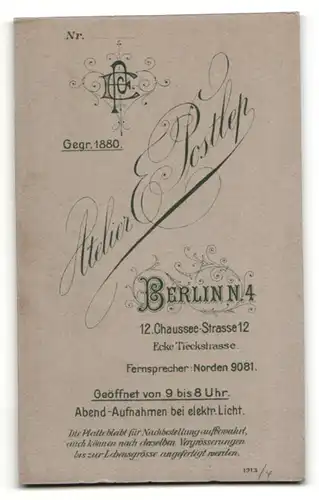 Nr.
Gegr. 1880.
Atelier E. Postlep
BERLIN N. 4
12. Chaussee-Strasse 12
Ecke Tieckstrasse.
Fernsprecher: Norden 9081.
Geöffnet von 9 bis 8 Uhr.
Abend-Aufnahmen bei elektr. Licht.
Die Platte bleibt für Nachbestellung aufbewahrt,
auch können nach derselben Vergrösserungen
bis zur Lebensgrösse angefertigt werden.
1913/4